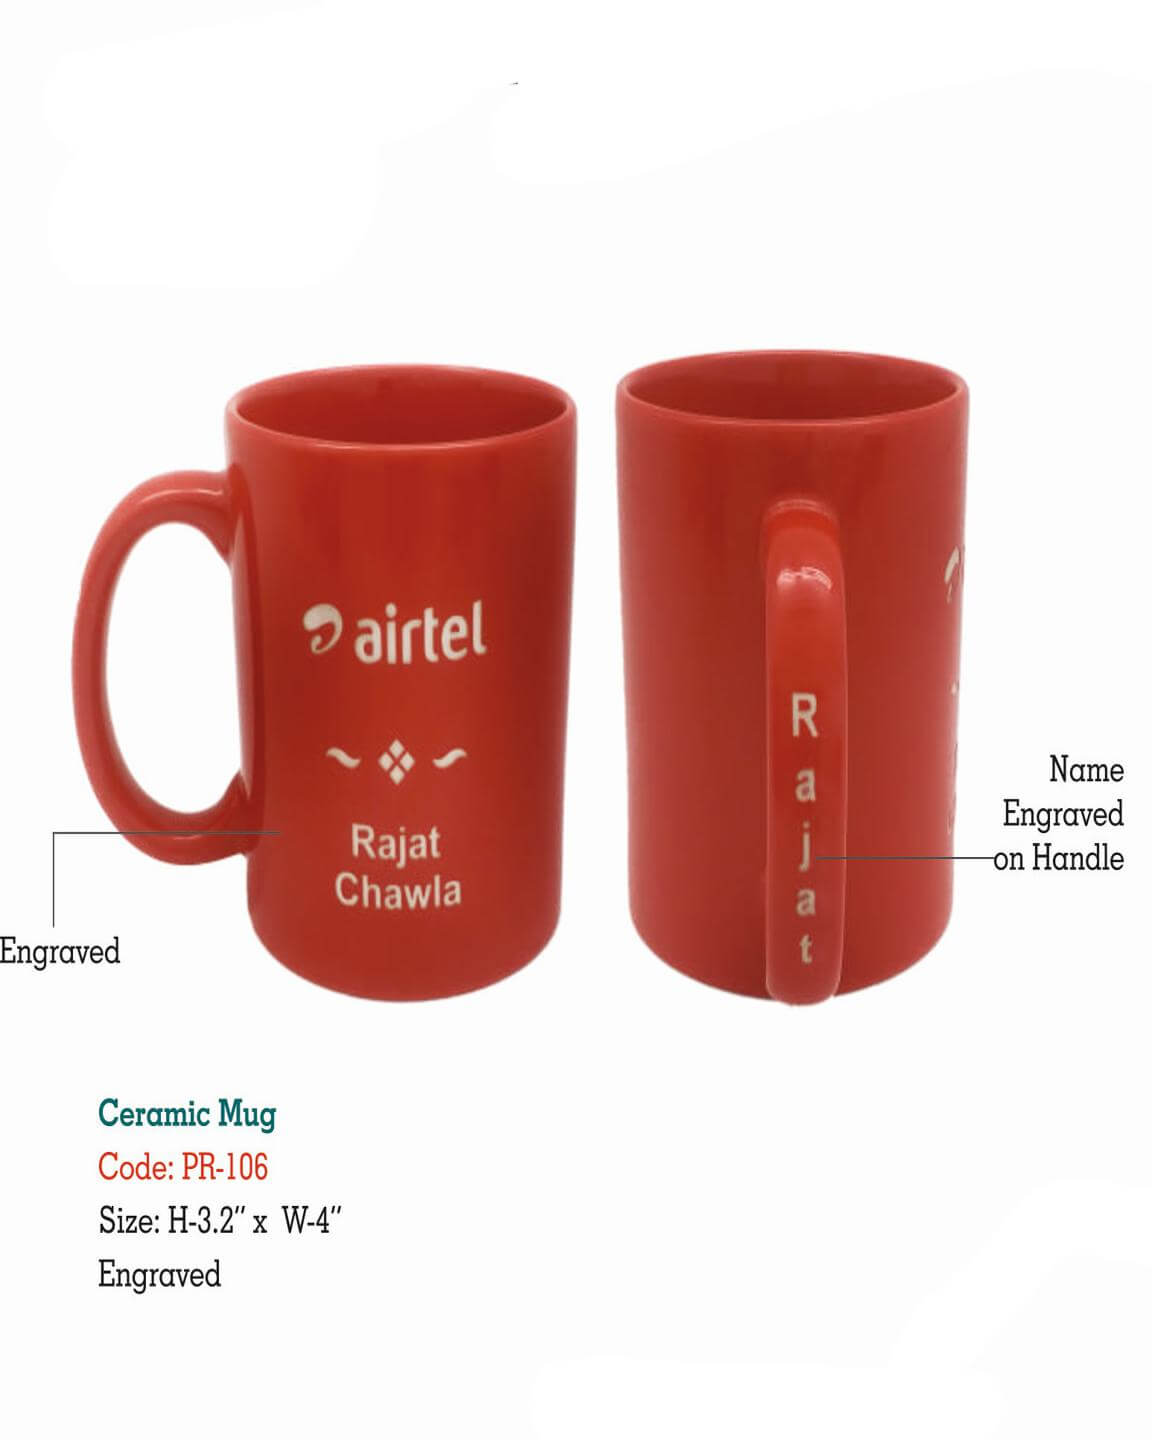 airtel
Rajat
Chawla
R
a
j
a
t
Name
Engraved
on Handle
Engraved
Ceramic Mug
Code: PR-106
Size: H-3.2″ x W-4″
Engraved